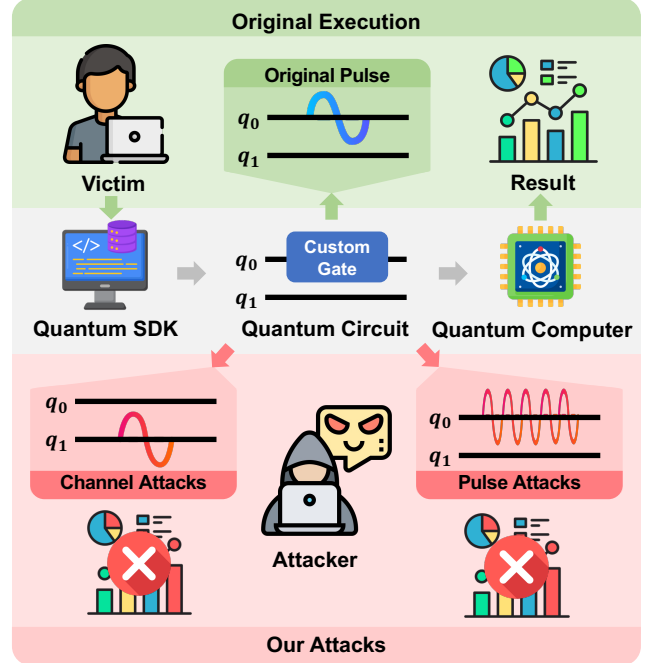 Original Execution
Original Pulse
q₀
q₁
Victim
Result
</>
Custom
Gate
q₀
q₁
Quantum SDK
Quantum Circuit
Quantum Computer
q₀
q₁
Channel Attacks
q₀
q₁
Pulse Attacks
Attacker
Our Attacks